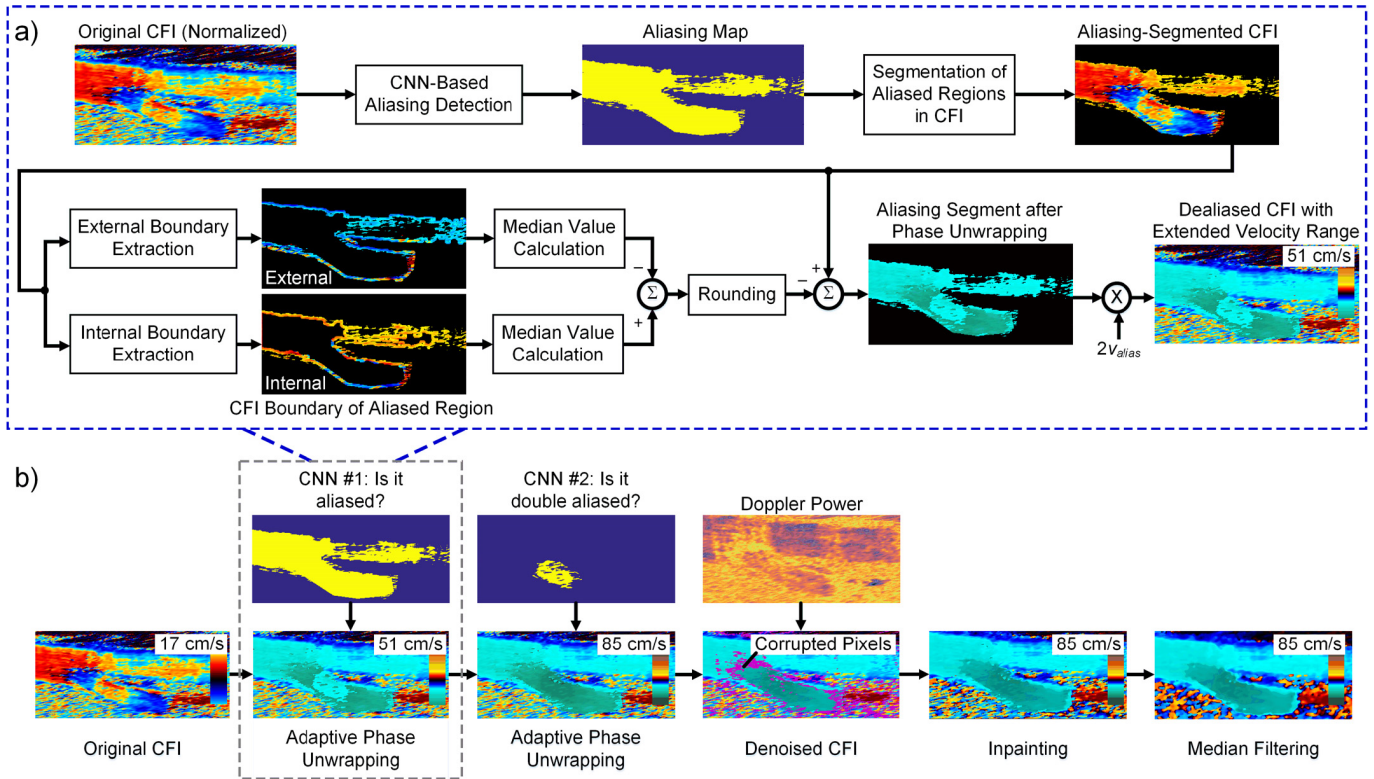 a)
Original CFI (Normalized)
CNN-Based
Aliasing Detection
Aliasing Map
Segmentation of
Aliased Regions
in CFI
Aliasing-Segmented CFI
External Boundary
Extraction
External
Median Value
Calculation
Internal Boundary
Extraction
Internal
Median Value
Calculation
CFI Boundary of Aliased Region
−
+
Σ
Rounding
−
+
Σ
Aliasing Segment after
Phase Unwrapping
X
2valias
Dealiased CFI with
Extended Velocity Range
51 cm/s
b)
CNN #1: Is it
aliased?
CNN #2: Is it
double aliased?
Doppler Power
17 cm/s
51 cm/s
85 cm/s
Corrupted Pixels
85 cm/s
85 cm/s
Original CFI
Adaptive Phase
Unwrapping
Adaptive Phase
Unwrapping
Denoised CFI
Inpainting
Median Filtering